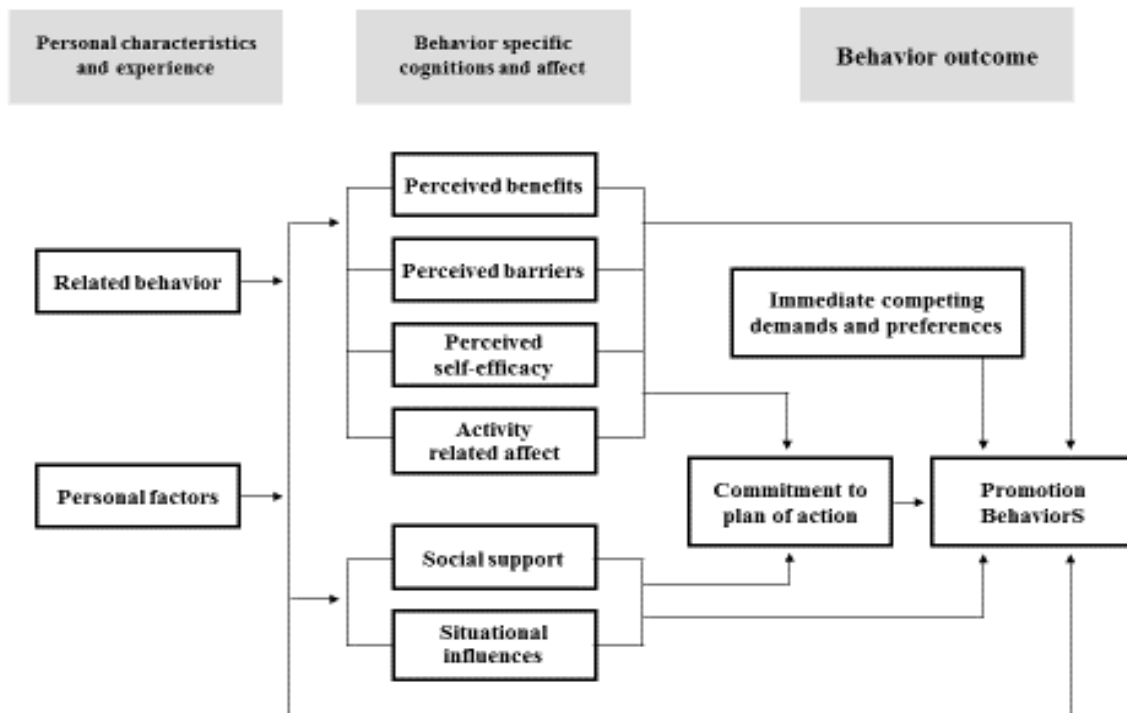 Personal characteristics
and experience
Behavior specific
cognitions and affect
Behavior outcome
Perceived benefits
Related behavior
Perceived barriers
Immediate competing
demands and preferences
Perceived
self-efficacy
Activity
related affect
Personal factors
Commitment to
plan of action
Promotion
BehaviorS
Social support
Situational
influences